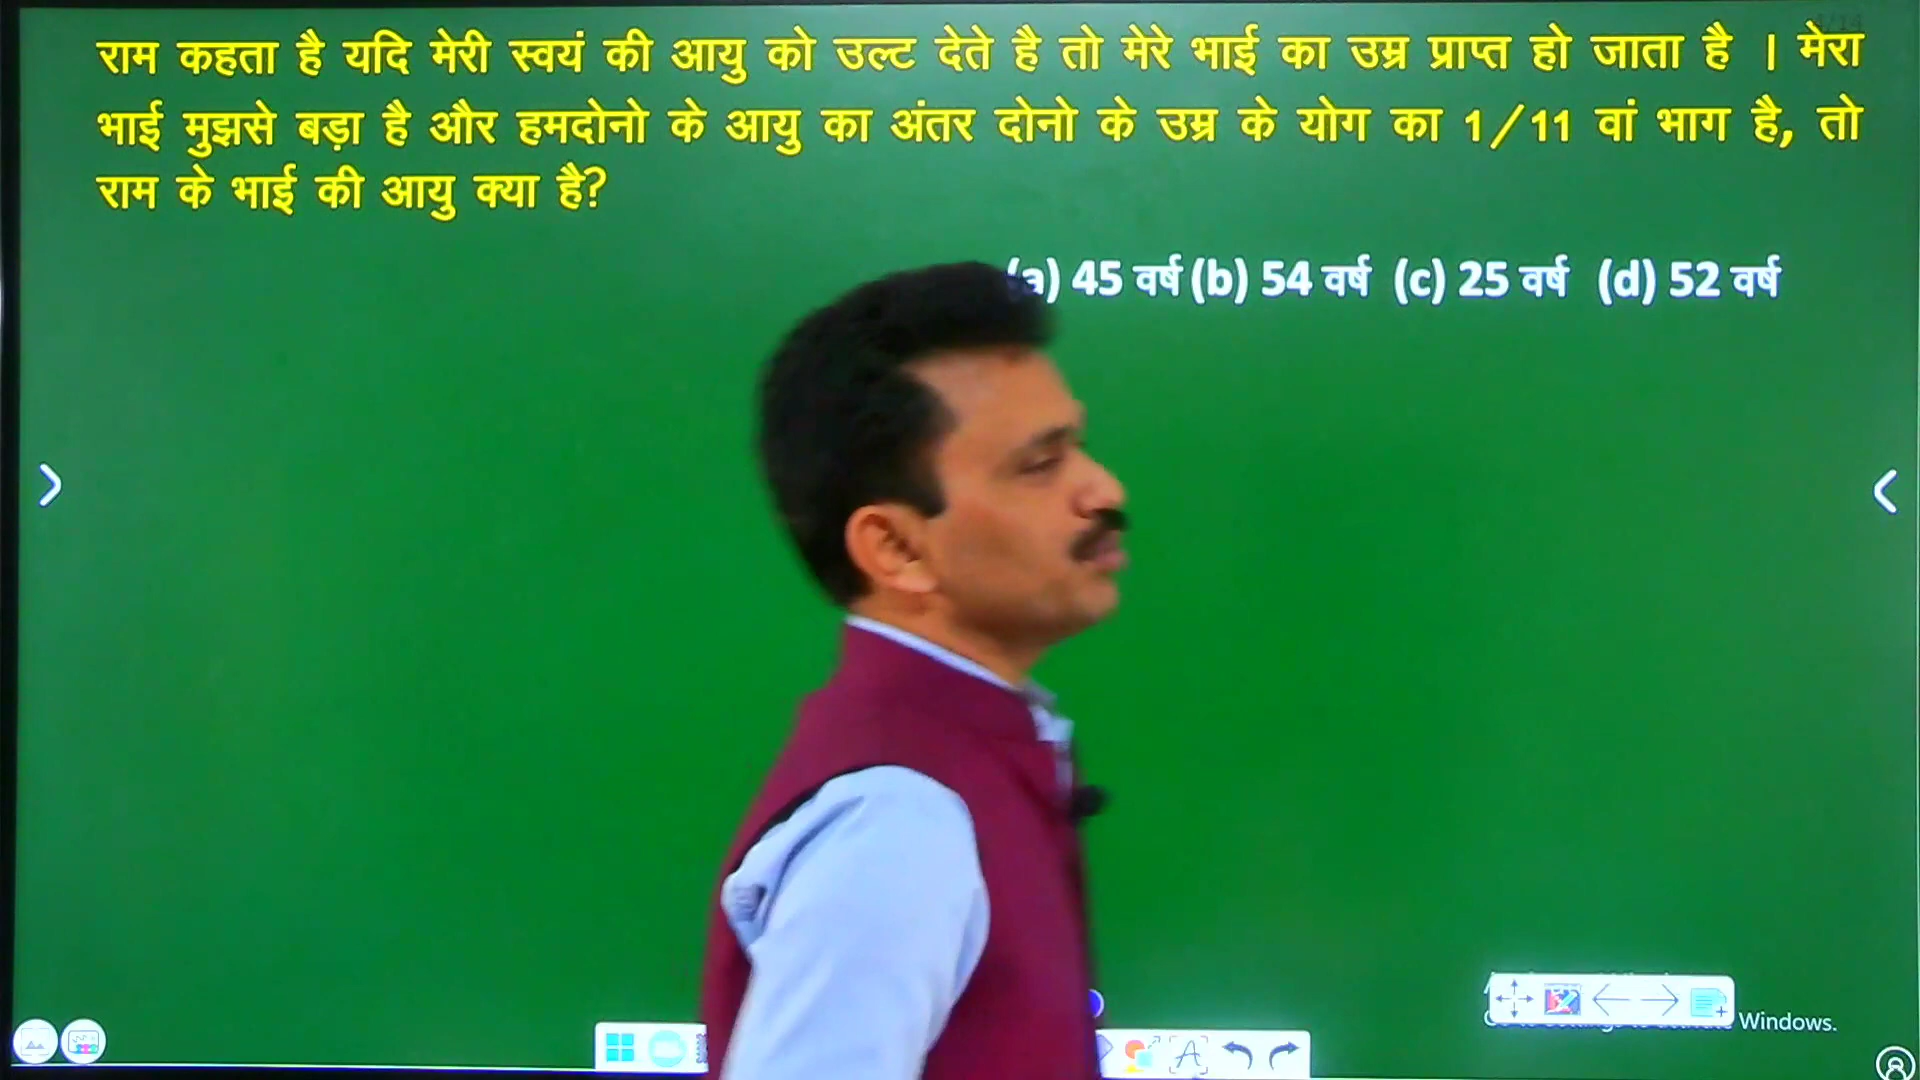 राम कहता है यदि मेरी स्वयं की आयु को उल्ट देते है तो मेरे भाई का उम्र प्राप्त हो जाता है । मेरा
भाई मुझसे बड़ा है और हमदोनो के आयु का अंतर दोनो के उम्र के योग का 1/11 वां भाग है, तो
राम के भाई की आयु क्या है?
(a) 45 वर्ष (b) 54 वर्ष (c) 25 वर्ष (d) 52 वर्ष
Windows.